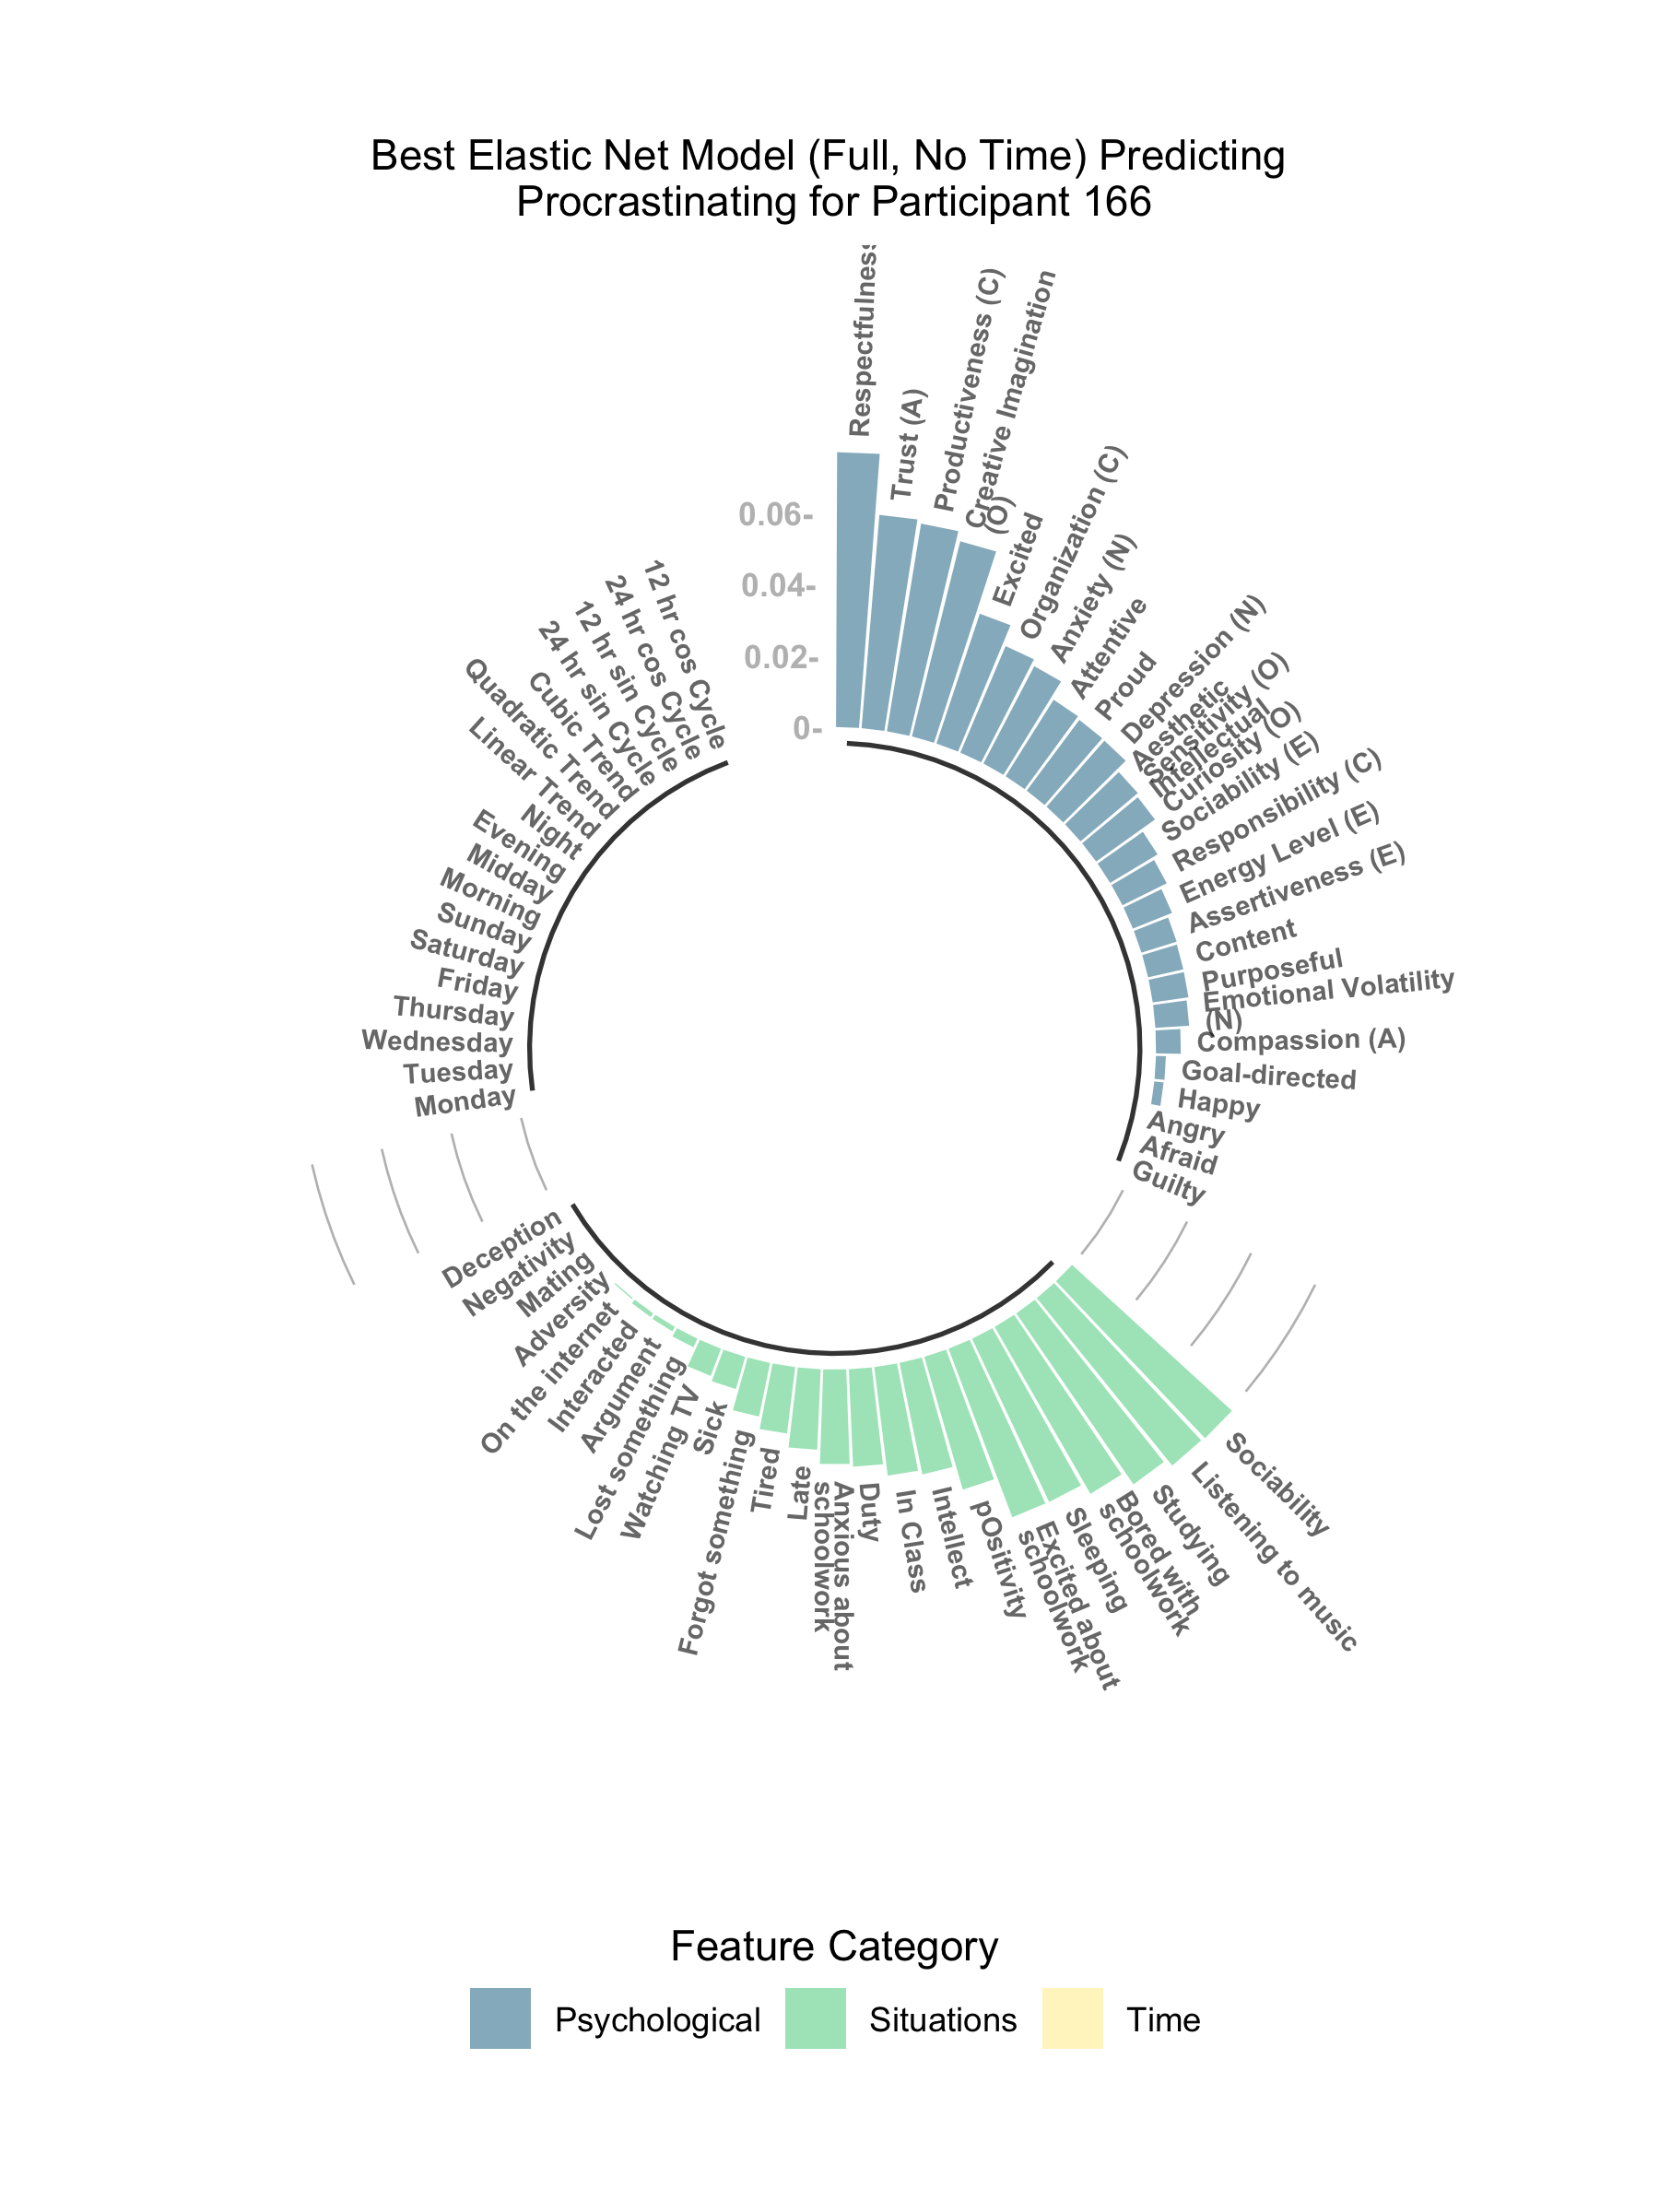 Best Elastic Net Model (Full, No Time) Predicting
Procrastinating for Participant 166
0.06-
0.04-
0.02-
0-
Respectfulness
Trust (A)
Productiveness (C)
Creative Imagination
(O)
Excited
Organization (C)
Anxiety (N)
Attentive
Proud
Depression (N)
Aesthetic
Sensitivity (O)
Intellectual
Curiosity (O)
Sociability (E)
Responsibility (C)
Energy Level (E)
Assertiveness (E)
Content
Purposeful
Emotional Volatility
(N)
Compassion (A)
Goal-directed
Happy
Angry
Afraid
Guilty
Sociability
Listening to music
Studying
Bored with
schoolwork
Sleeping
Excited about
schoolwork
pOsitivity
Intellect
In Class
Duty
Anxious about
schoolwork
Late
Tired
Forgot something
Sick
Watching TV
Lost something
Argument
Interacted
On the internet
Adversity
Mating
Negativity
Deception
Monday
Tuesday
Wednesday
Thursday
Friday
Saturday
Sunday
Morning
Midday
Evening
Night
Linear Trend
Quadratic Trend
Cubic Trend
24 hr sin Cycle
12 hr sin Cycle
24 hr cos Cycle
12 hr cos Cycle
Feature Category
Psychological
Situations
Time